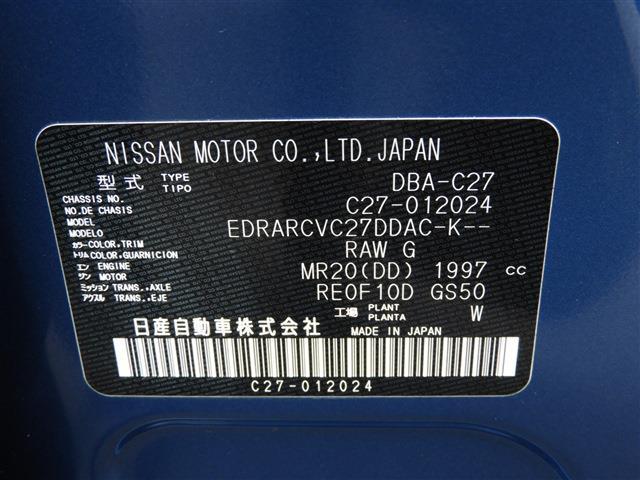 NISSAN MOTOR CO.,LTD.JAPAN
型式 TYPE TIPO DBA-C27
CHASSIS NO. NO.DE CHASIS C27-012024
MODEL MODELO EDRARCVC27DDAC-K--
カラー COLOR,TRIM トリム COLOR,GUARNICION RAW G
エン ENGINE ジン MOTOR MR20(DD) 1997 cc
ミッション TRANS.,AXLE アクスル TRANS.,EJE RE0F10D GS50
工場 PLANT PLANTA W
日産自動車株式会社 MADE IN JAPAN
C27-012024